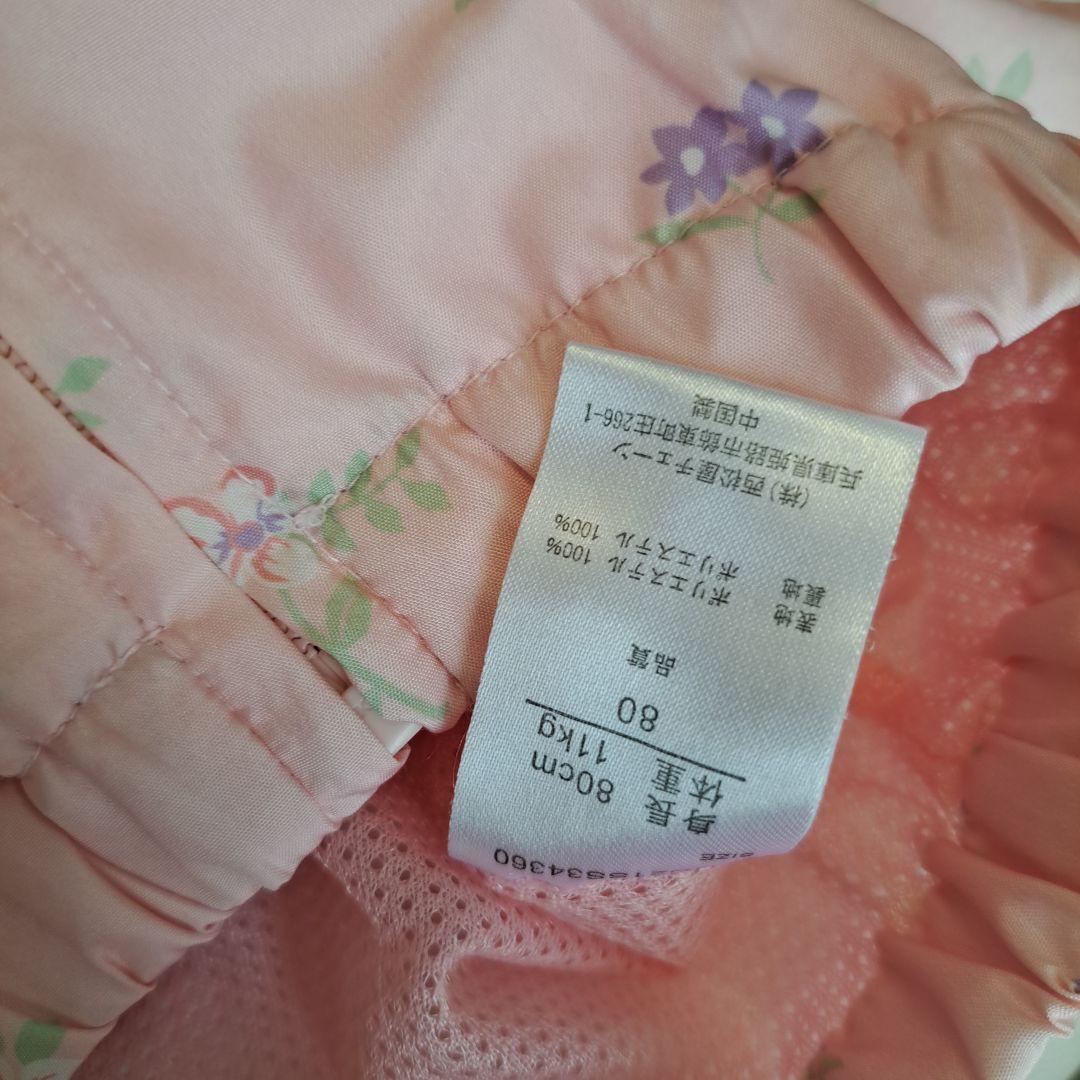 SIZE
身長 80cm
体重 11kg
80
品質
表地 ポリエステル 100%
裏地 ポリエステル 100%
(株)西松屋チェーン
兵庫県姫路市飾東町庄266-1
中国製